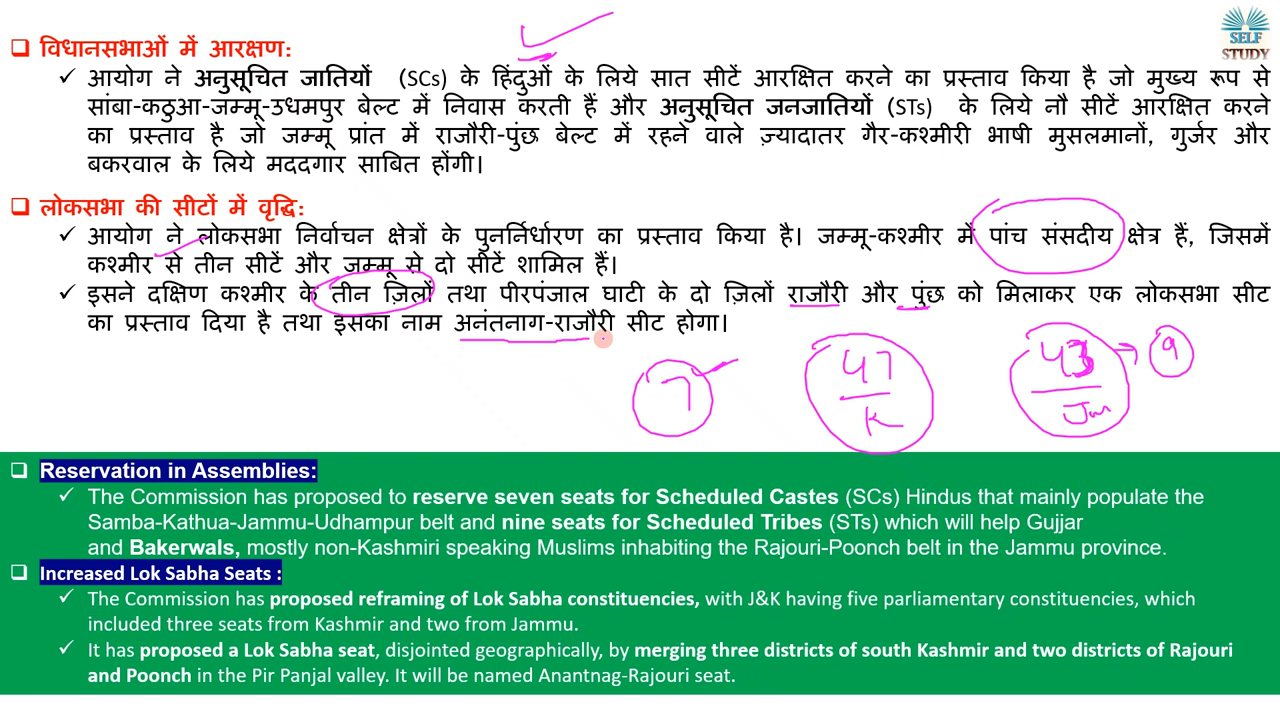 SELF
STUDY
विधानसभाओं में आरक्षण:
आयोग ने अनुसूचित जातियों (SCs) के हिंदुओं के लिये सात सीटें आरक्षित करने का प्रस्ताव किया है जो मुख्य रूप से
सांबा-कठुआ-जम्मू-उधमपुर बेल्ट में निवास करती हैं और अनुसूचित जनजातियों (STs) के लिये नौ सीटें आरक्षित करने
का प्रस्ताव है जो जम्मू प्रांत में राजौरी-पुंछ बेल्ट में रहने वाले ज़्यादातर गैर-कश्मीरी भाषी मुसलमानों, गुर्जर और
बकरवाल के लिये मददगार साबित होंगी।
लोकसभा की सीटों में वृद्धि:
आयोग ने लोकसभा निर्वाचन क्षेत्रों के पुनर्निर्धारण का प्रस्ताव किया है। जम्मू-कश्मीर में पांच संसदीय क्षेत्र हैं, जिसमें
कश्मीर से तीन सीटें और जम्मू से दो सीटें शामिल हैं।
इसने दक्षिण कश्मीर के तीन ज़िलों तथा पीरपंजाल घाटी के दो ज़िलों राजौरी और पुंछ को मिलाकर एक लोकसभा सीट
का प्रस्ताव दिया है तथा इसका नाम अनंतनाग-राजौरी सीट होगा।
7 47 43 → 9
K Jm
Reservation in Assemblies:
The Commission has proposed to reserve seven seats for Scheduled Castes (SCs) Hindus that mainly populate the
Samba-Kathua-Jammu-Udhampur belt and nine seats for Scheduled Tribes (STs) which will help Gujjar
and Bakerwals, mostly non-Kashmiri speaking Muslims inhabiting the Rajouri-Poonch belt in the Jammu province.
Increased Lok Sabha Seats :
The Commission has proposed reframing of Lok Sabha constituencies, with J&K having five parliamentary constituencies, which
included three seats from Kashmir and two from Jammu.
It has proposed a Lok Sabha seat, disjointed geographically, by merging three districts of south Kashmir and two districts of Rajouri
and Poonch in the Pir Panjal valley. It will be named Anantnag-Rajouri seat.